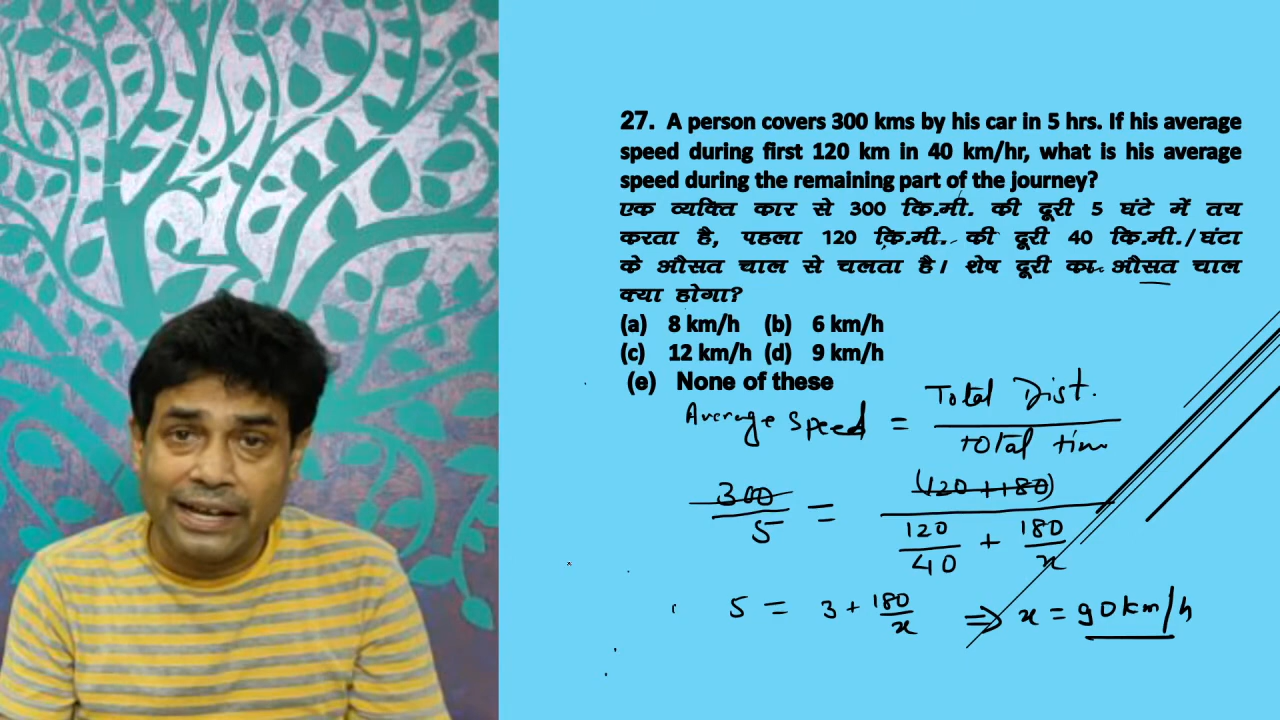 27. A person covers 300 kms by his car in 5 hrs. If his average
speed during first 120 km in 40 km/hr, what is his average
speed during the remaining part of the journey?
एक व्यक्ति कार से 300 कि.मी. की दूरी 5 घंटे में तय
करता है, पहला 120 कि.मी. की दूरी 40 कि.मी./घंटा
के औसत चाल से चलता है। शेष दूरी का औसत चाल
क्या होगा?
(a) 8 km/h (b) 6 km/h
(c) 12 km/h (d) 9 km/h
(e) None of these
Average speed = Total Dist. / total time
300/5 = (120+180) / (120/40 + 180/x)
5 = 3 + 180/x ⇒ x = 90km/h